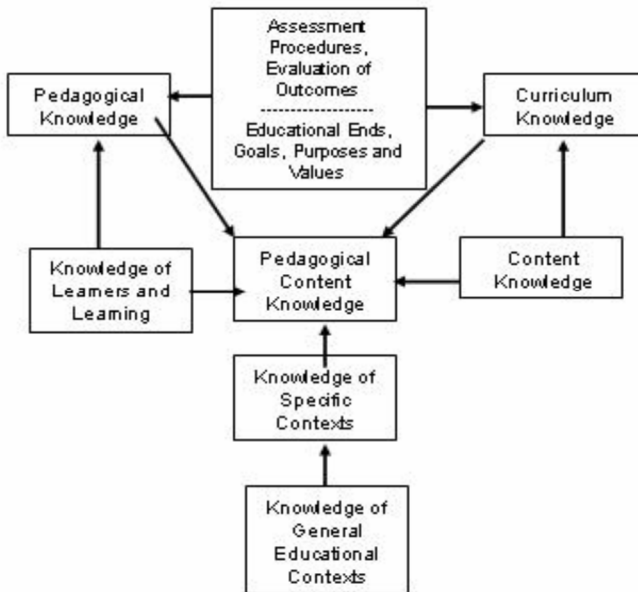 Assessment
Procedures,
Evaluation of
Outcomes
--------------------
Educational Ends,
Goals, Purposes and
Values
Pedagogical
Knowledge
Curriculum
Knowledge
Knowledge of
Learners and
Learning
Pedagogical
Content
Knowledge
Content
Knowledge
Knowledge of
Specific
Contexts
Knowledge of
General
Educational
Contexts